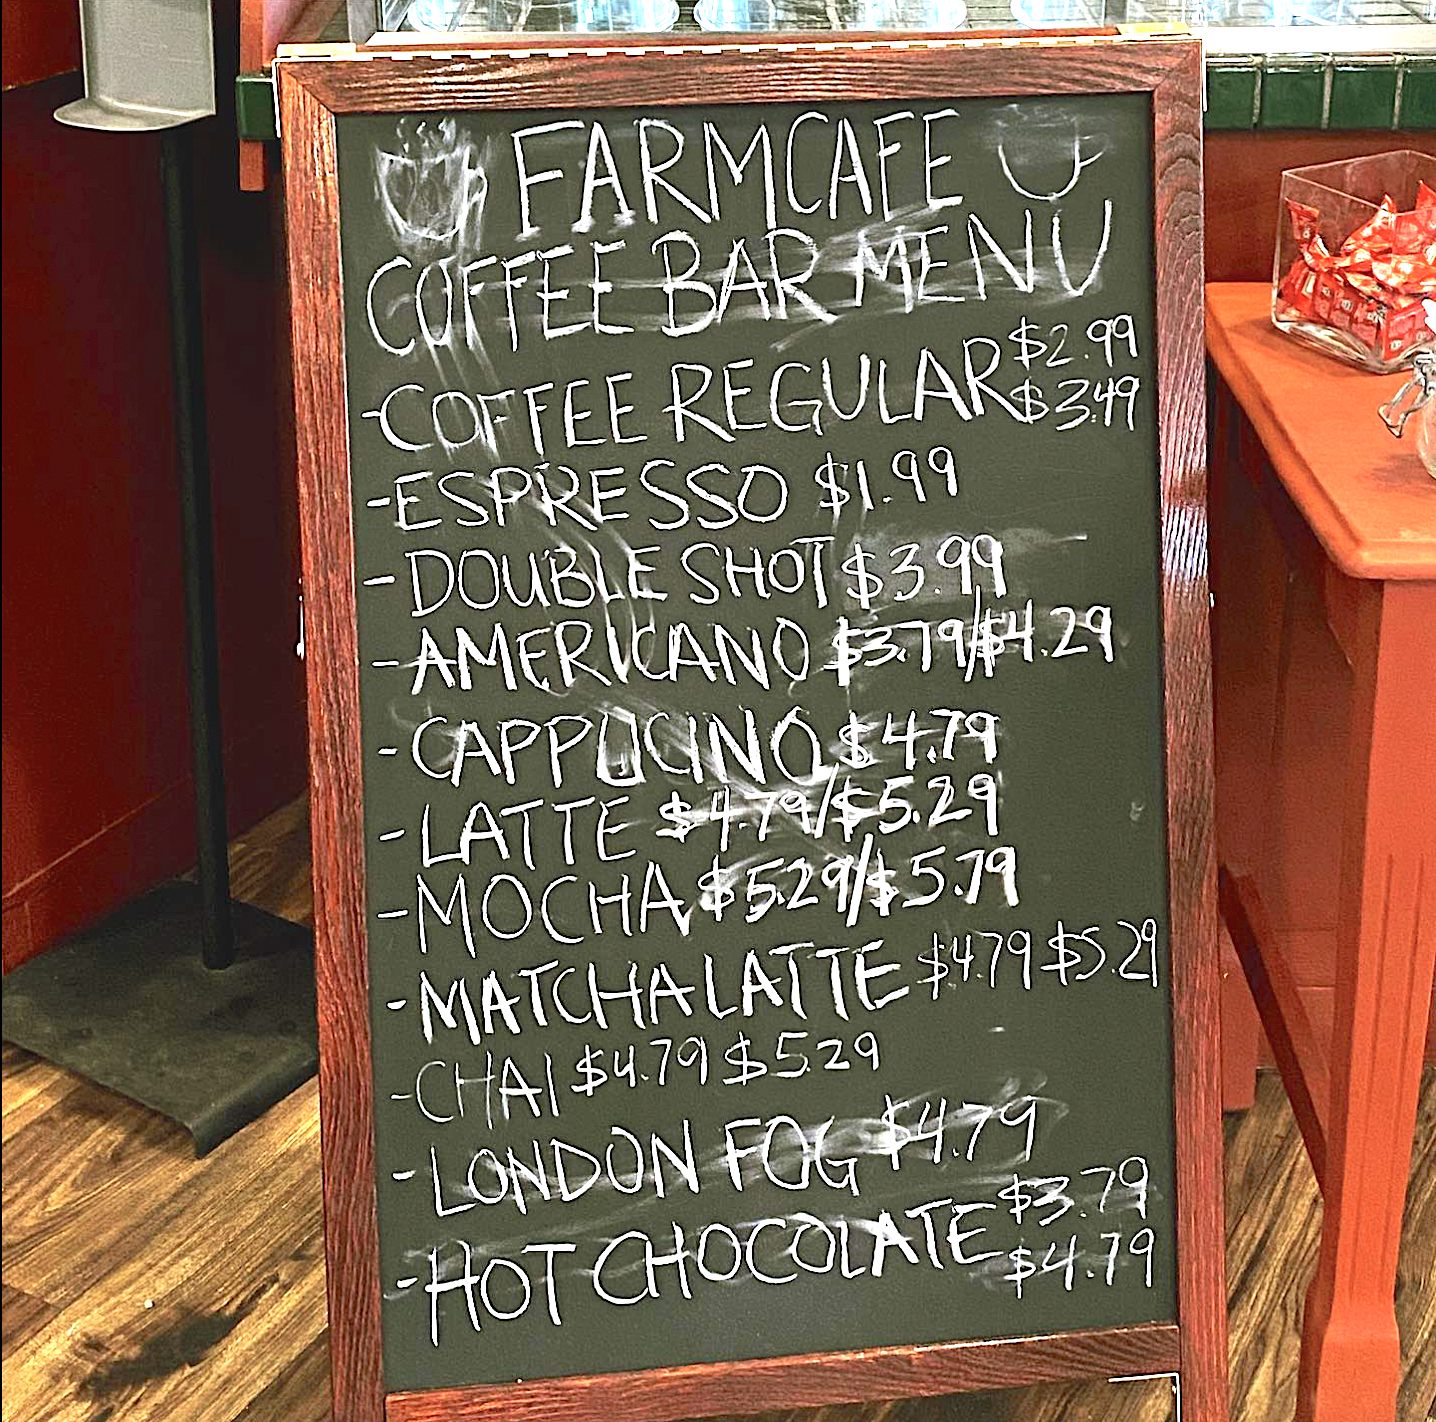 FARMCAFE
COFFEE BAR MENU
-COFFEE REGULAR $2.99
$3.49
-ESPRESSO $1.99
-DOUBLE SHOT $3.99
-AMERICANO $3.79/$4.29
-CAPPUCINO $4.79
-LATTE $4.79/$5.29
-MOCHA $5.29/$5.79
-MATCHA LATTE $4.79 $5.29
-CHAI $4.79 $5.29
-LONDON FOG $4.79
-HOT CHOCOLATE $3.79
$4.79